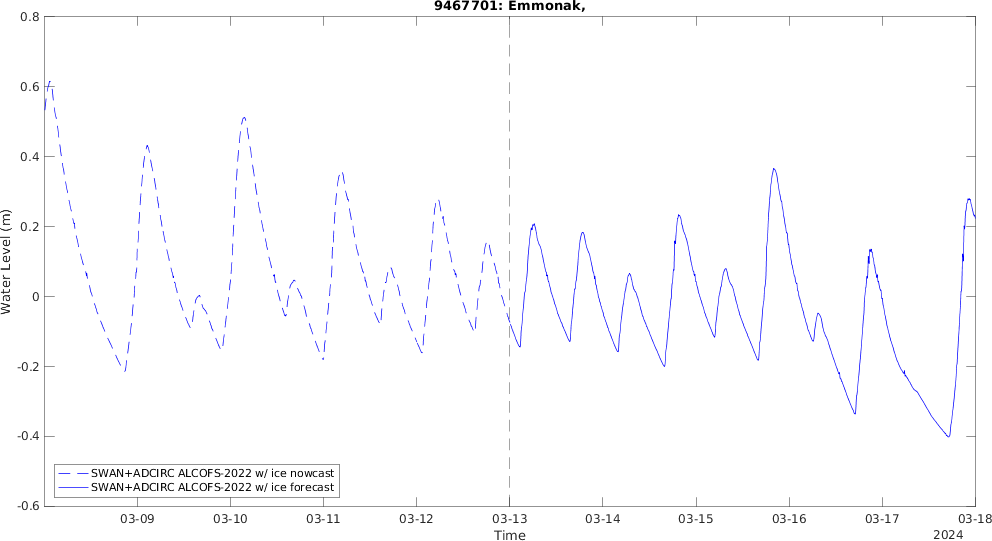 9467701: Emmonak,
0.8
0.6
0.4
0.2
0
-0.2
-0.4
-0.6
Water Level (m)
SWAN+ADCIRC ALCOFS-2022 w/ ice nowcast
SWAN+ADCIRC ALCOFS-2022 w/ ice forecast
03-09 03-10 03-11 03-12 03-13 03-14 03-15 03-16 03-17 03-18
Time
2024